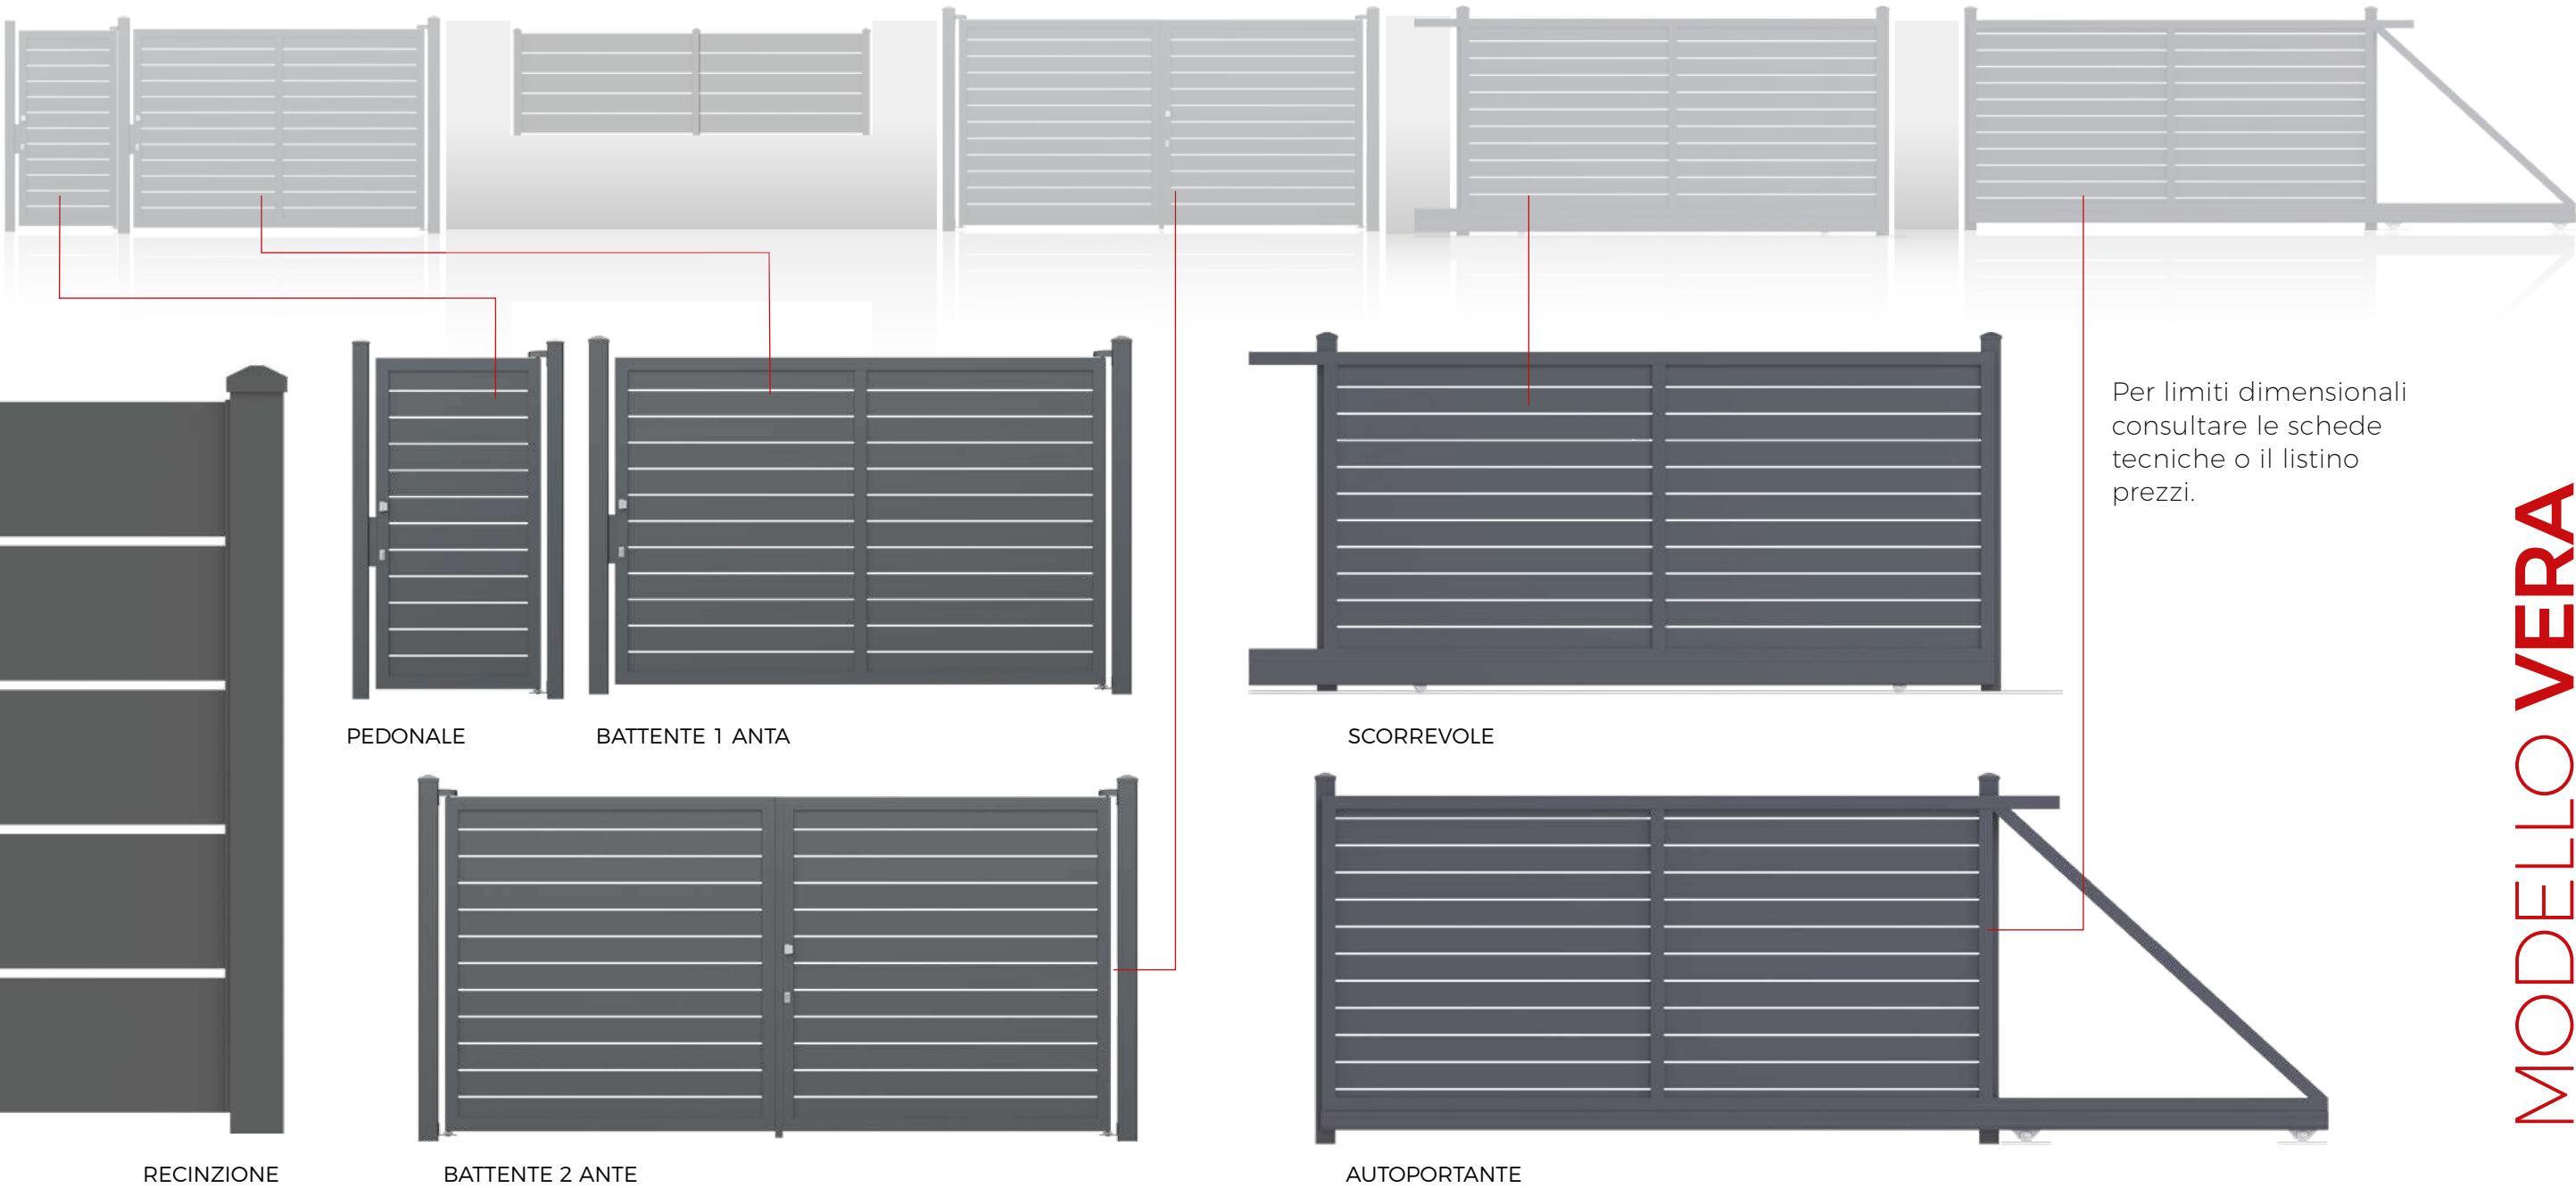 Per limiti dimensionali
consultare le schede
tecniche o il listino
prezzi.
MODELLO VERA
PEDONALE
BATTENTE 1 ANTA
SCORREVOLE
RECINZIONE
BATTENTE 2 ANTE
AUTOPORTANTE